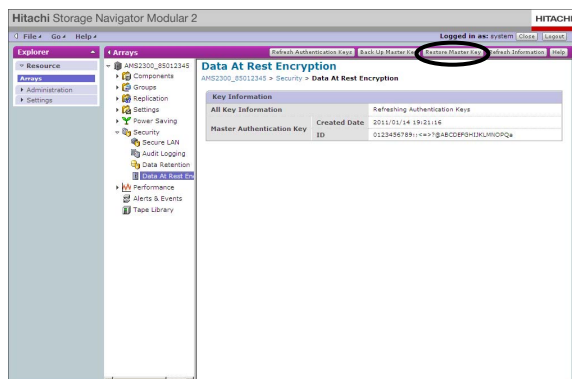 Hitachi Storage Navigator Modular 2
HITACHI
File Go Help
Logged in as: system Close Logout
Explorer
Arrays
Refresh Authentication Keys Back Up Master Key Restore Master Key Refresh Information Help
Resource
Arrays
Administration
Settings
AMS2300_85012345
Components
Groups
Replication
Settings
Power Saving
Security
Secure LAN
Audit Logging
Data Retention
Data At Rest En
Performance
Alerts & Events
Tape Library
Data At Rest Encryption
AMS2300_85012345 > Security > Data At Rest Encryption
Key Information
All Key Information Refreshing Authentication Keys
Master Authentication Key Created Date 2011/01/14 19:21:16
ID 0123456789:;<=>?@ABCDEFGHIJKLMNOPQa